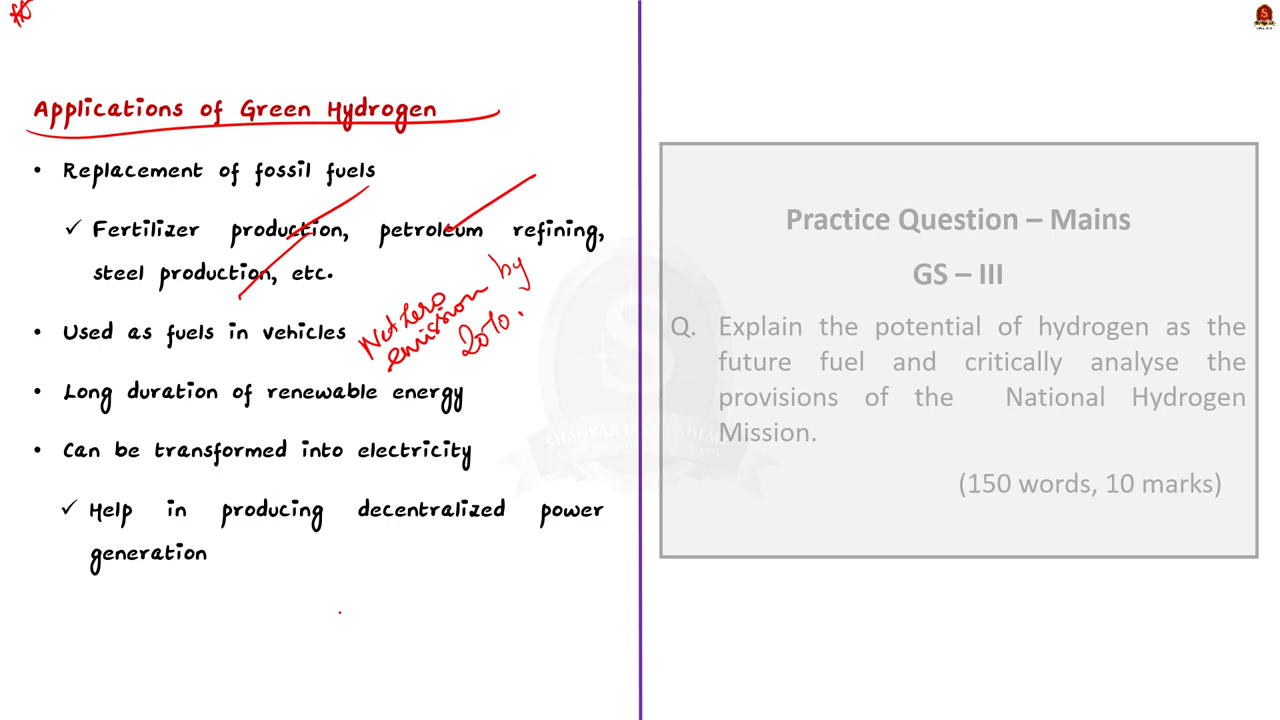 Applications of Green Hydrogen
• Replacement of fossil fuels
✓ Fertilizer production, petroleum refining,
steel production, etc.
Net zero
emission by
2070.
• Used as fuels in vehicles
• Long duration of renewable energy
• Can be transformed into electricity
✓ Help in producing decentralized power
generation
Practice Question – Mains
GS – III
Q. Explain the potential of hydrogen as the
future fuel and critically analyse the
provisions of the National Hydrogen
Mission.
(150 words, 10 marks)
SHANKAR IAS ACADEMY